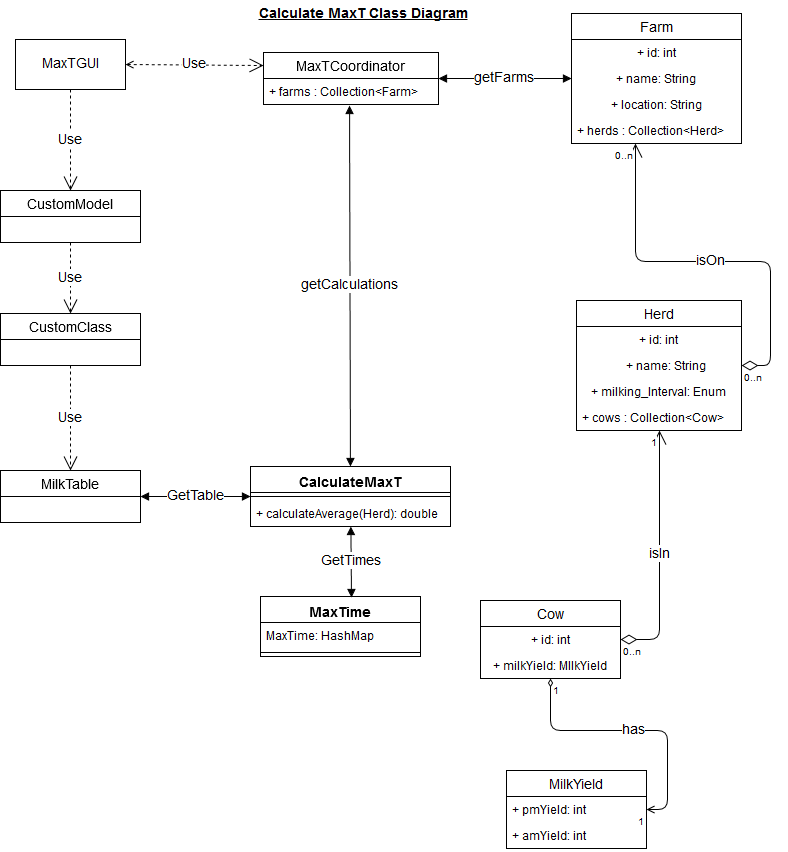 Calculate MaxT Class Diagram
MaxTGUI
Use
MaxTCoordinator
+ farms : Collection<Farm>
getFarms
Farm
+ id: int
+ name: String
+ location: String
+ herds : Collection<Herd>
0..n
Use
CustomModel
Use
CustomClass
Use
MilkTable
getCalculations
isOn
Herd
+ id: int
+ name: String
+ milking_Interval: Enum
+ cows : Collection<Cow>
0..n
1
GetTable
CalculateMaxT
+ calculateAverage(Herd): double
GetTimes
MaxTime
MaxTime: HashMap
isIn
Cow
+ id: int
+ milkYield: MIlkYield
0..n
1
has
MilkYield
+ pmYield: int
+ amYield: int
1